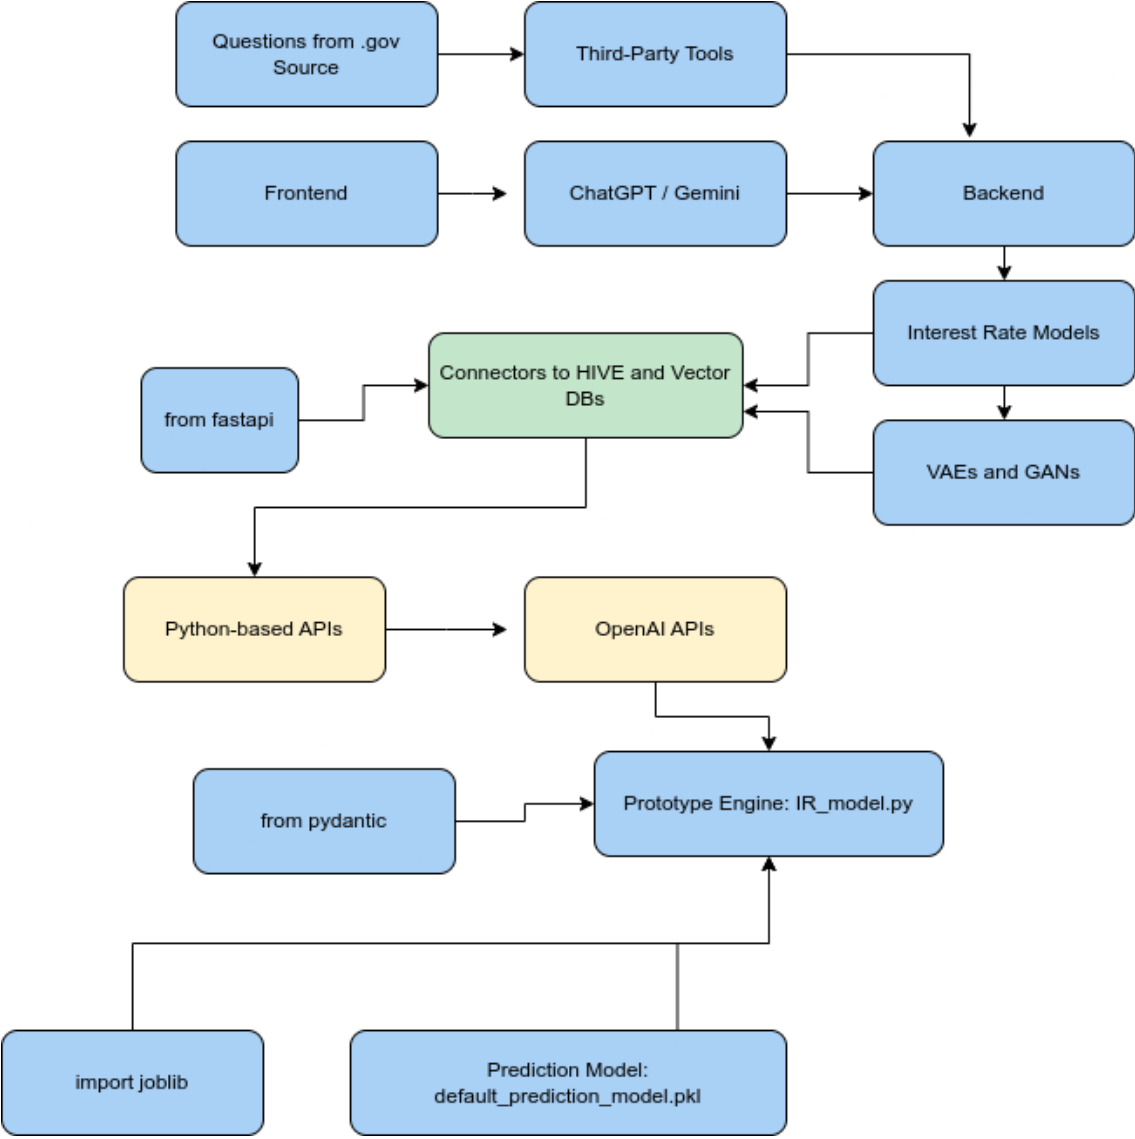 Questions from .gov
Source
Third-Party Tools
Frontend
ChatGPT / Gemini
Backend
Interest Rate Models
Connectors to HIVE and Vector
DBs
from fastapi
VAEs and GANs
Python-based APIs
OpenAI APIs
Prototype Engine: IR_model.py
from pydantic
import joblib
Prediction Model:
default_prediction_model.pkl